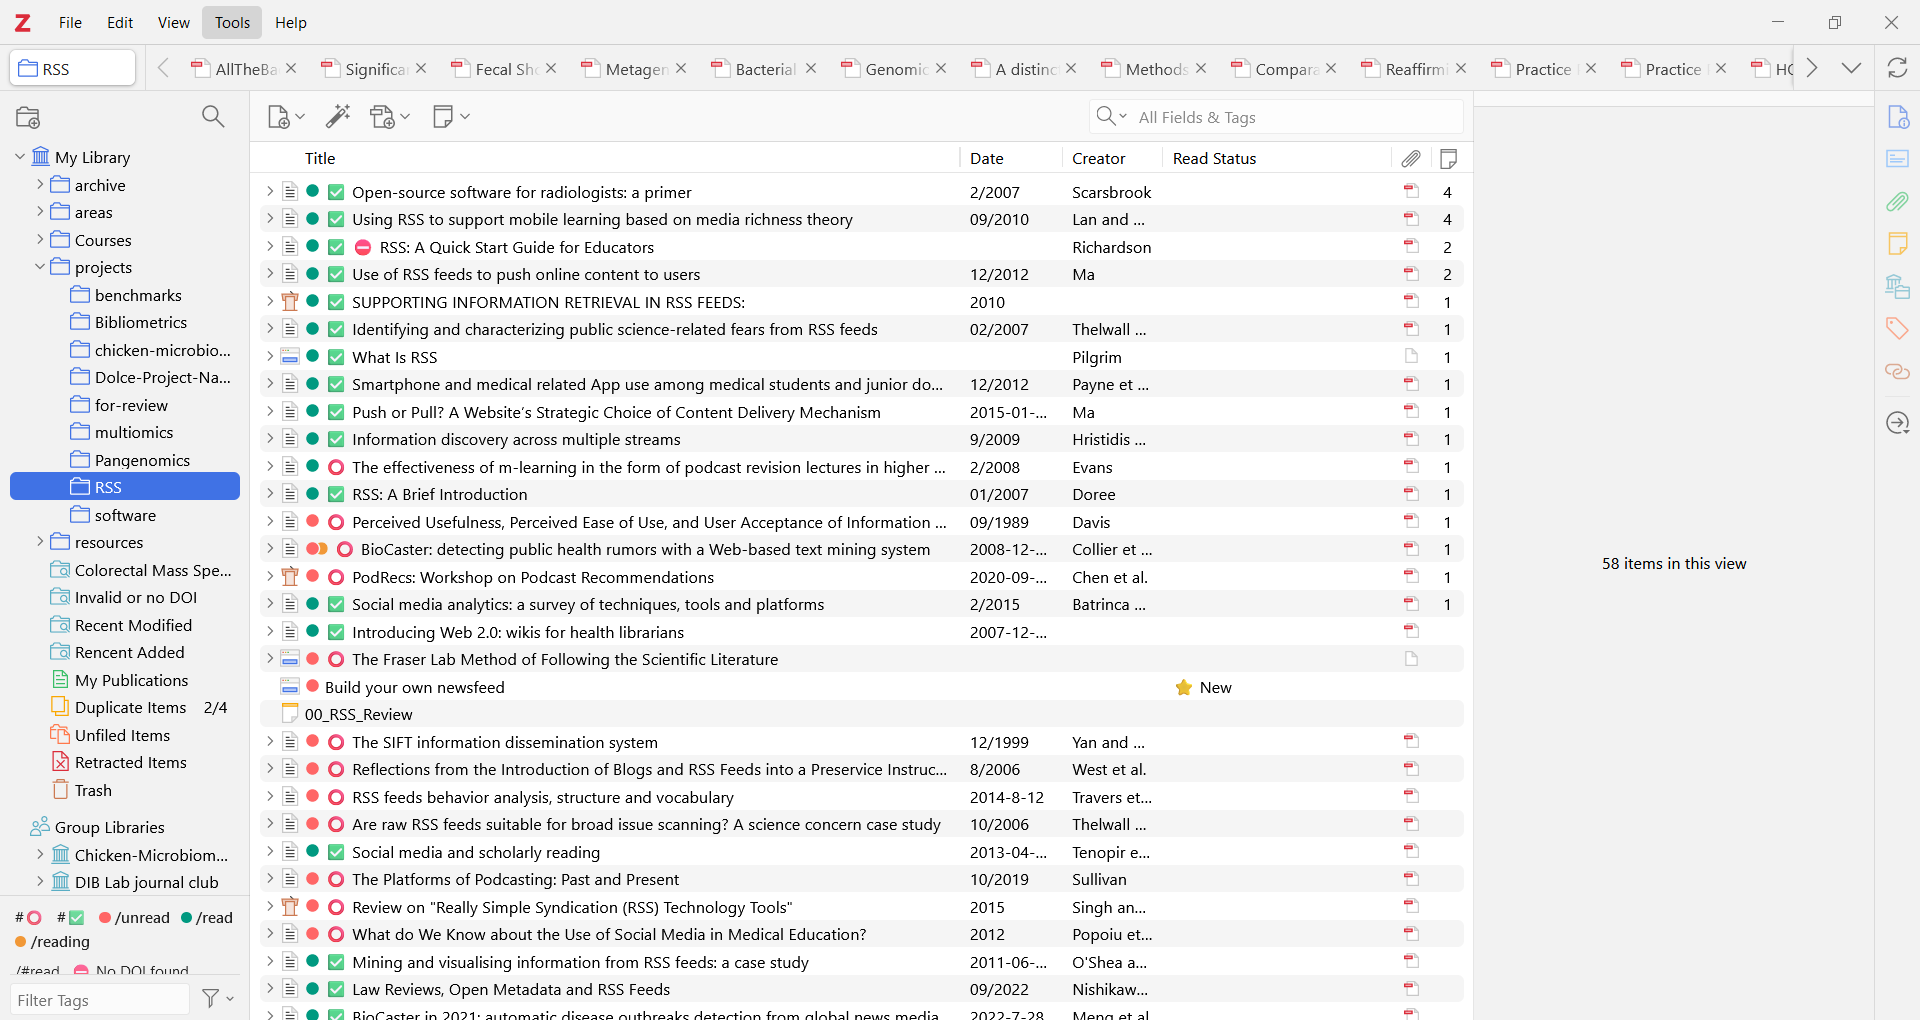 Z File Edit View Tools Help
RSS AllTheBa Significa Fecal Sh Metagen Bacterial Genomic A distinc Methods Compara Reaffirmi Practice Practice HO
All Fields & Tags
Title Date Creator Read Status
My Library
archive
areas
Courses
projects
benchmarks
Bibliometrics
chicken-microbio...
Dolce-Project-Na...
for-review
multiomics
Pangenomics
RSS
software
resources
Colorectal Mass Spe...
Invalid or no DOI
Recent Modified
Rencent Added
My Publications
Duplicate Items 2/4
Unfiled Items
Retracted Items
Trash
Group Libraries
Chicken-Microbiom...
DIB Lab journal club
# # /unread /read
/reading
/#read No DOI found
Filter Tags
Open-source software for radiologists: a primer 2/2007 Scarsbrook 4
Using RSS to support mobile learning based on media richness theory 09/2010 Lan and ... 4
RSS: A Quick Start Guide for Educators Richardson 2
Use of RSS feeds to push online content to users 12/2012 Ma 2
SUPPORTING INFORMATION RETRIEVAL IN RSS FEEDS: 2010 1
Identifying and characterizing public science-related fears from RSS feeds 02/2007 Thelwall ... 1
What Is RSS Pilgrim 1
Smartphone and medical related App use among medical students and junior do... 12/2012 Payne et ... 1
Push or Pull? A Website's Strategic Choice of Content Delivery Mechanism 2015-01-... Ma 1
Information discovery across multiple streams 9/2009 Hristidis ... 1
The effectiveness of m-learning in the form of podcast revision lectures in higher ... 2/2008 Evans 1
RSS: A Brief Introduction 01/2007 Doree 1
Perceived Usefulness, Perceived Ease of Use, and User Acceptance of Information ... 09/1989 Davis 1
BioCaster: detecting public health rumors with a Web-based text mining system 2008-12-... Collier et ... 1
PodRecs: Workshop on Podcast Recommendations 2020-09-... Chen et al. 1
Social media analytics: a survey of techniques, tools and platforms 2/2015 Batrinca ... 1
Introducing Web 2.0: wikis for health librarians 2007-12-...
The Fraser Lab Method of Following the Scientific Literature
Build your own newsfeed New
00_RSS_Review
The SIFT information dissemination system 12/1999 Yan and ...
Reflections from the Introduction of Blogs and RSS Feeds into a Preservice Instruc... 8/2006 West et al.
RSS feeds behavior analysis, structure and vocabulary 2014-8-12 Travers et...
Are raw RSS feeds suitable for broad issue scanning? A science concern case study 10/2006 Thelwall ...
Social media and scholarly reading 2013-04-... Tenopir e...
The Platforms of Podcasting: Past and Present 10/2019 Sullivan
Review on "Really Simple Syndication (RSS) Technology Tools" 2015 Singh an...
What do We Know about the Use of Social Media in Medical Education? 2012 Popoiu et...
Mining and visualising information from RSS feeds: a case study 2011-06-... O'Shea a...
Law Reviews, Open Metadata and RSS Feeds 09/2022 Nishikaw...
BioCaster in 2021: automatic disease outbreaks detection from global news media 2022-7-28 Meng et al.
58 items in this view